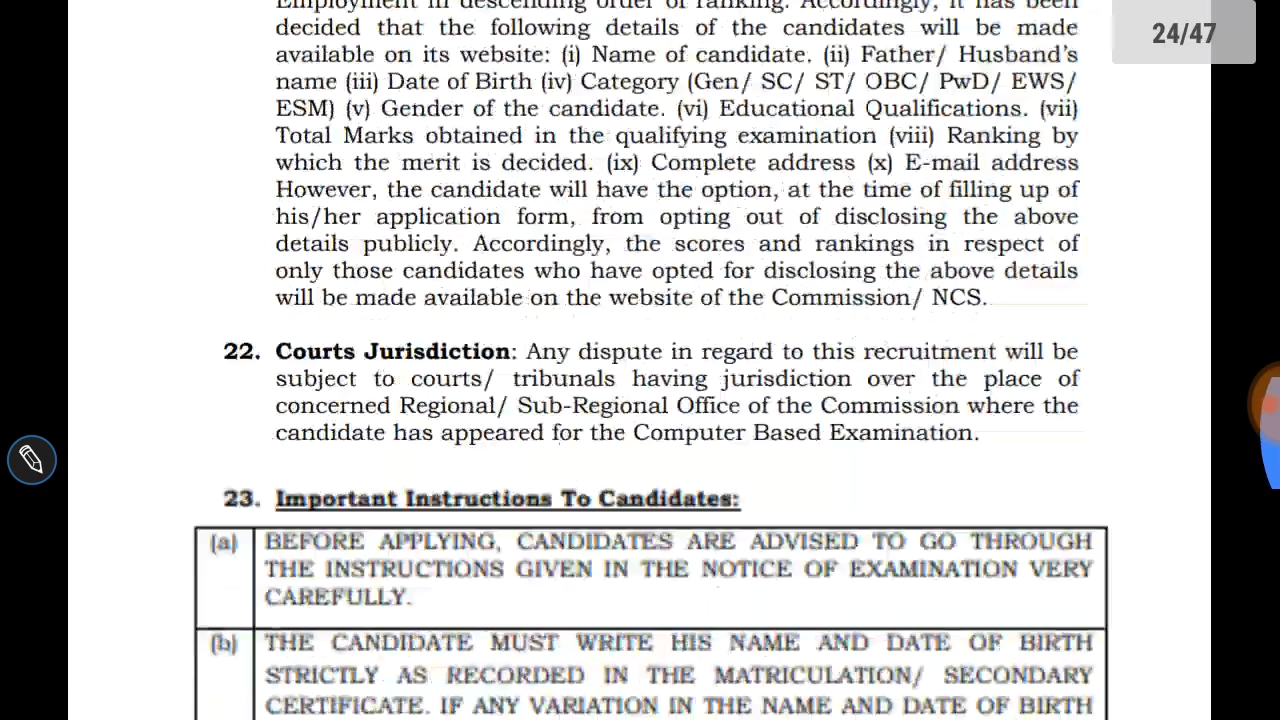 Employment in descending order of ranking. Accordingly, it has been
24/47
decided that the following details of the candidates will be made
available on its website: (i) Name of candidate. (ii) Father/ Husband's
name (iii) Date of Birth (iv) Category (Gen/ SC/ ST/ OBC/ PwD/ EWS/
ESM) (v) Gender of the candidate. (vi) Educational Qualifications. (vii)
Total Marks obtained in the qualifying examination (viii) Ranking by
which the merit is decided. (ix) Complete address (x) E-mail address
However, the candidate will have the option, at the time of filling up of
his/her application form, from opting out of disclosing the above
details publicly. Accordingly, the scores and rankings in respect of
only those candidates who have opted for disclosing the above details
will be made available on the website of the Commission/ NCS.
22. Courts Jurisdiction: Any dispute in regard to this recruitment will be
subject to courts/ tribunals having jurisdiction over the place of
concerned Regional/ Sub-Regional Office of the Commission where the
candidate has appeared for the Computer Based Examination.
23. Important Instructions To Candidates:
(a) BEFORE APPLYING, CANDIDATES ARE ADVISED TO GO THROUGH
THE INSTRUCTIONS GIVEN IN THE NOTICE OF EXAMINATION VERY
CAREFULLY.
(b) THE CANDIDATE MUST WRITE HIS NAME AND DATE OF BIRTH
STRICTLY AS RECORDED IN THE MATRICULATION/ SECONDARY
CERTIFICATE. IF ANY VARIATION IN THE NAME AND DATE OF BIRTH